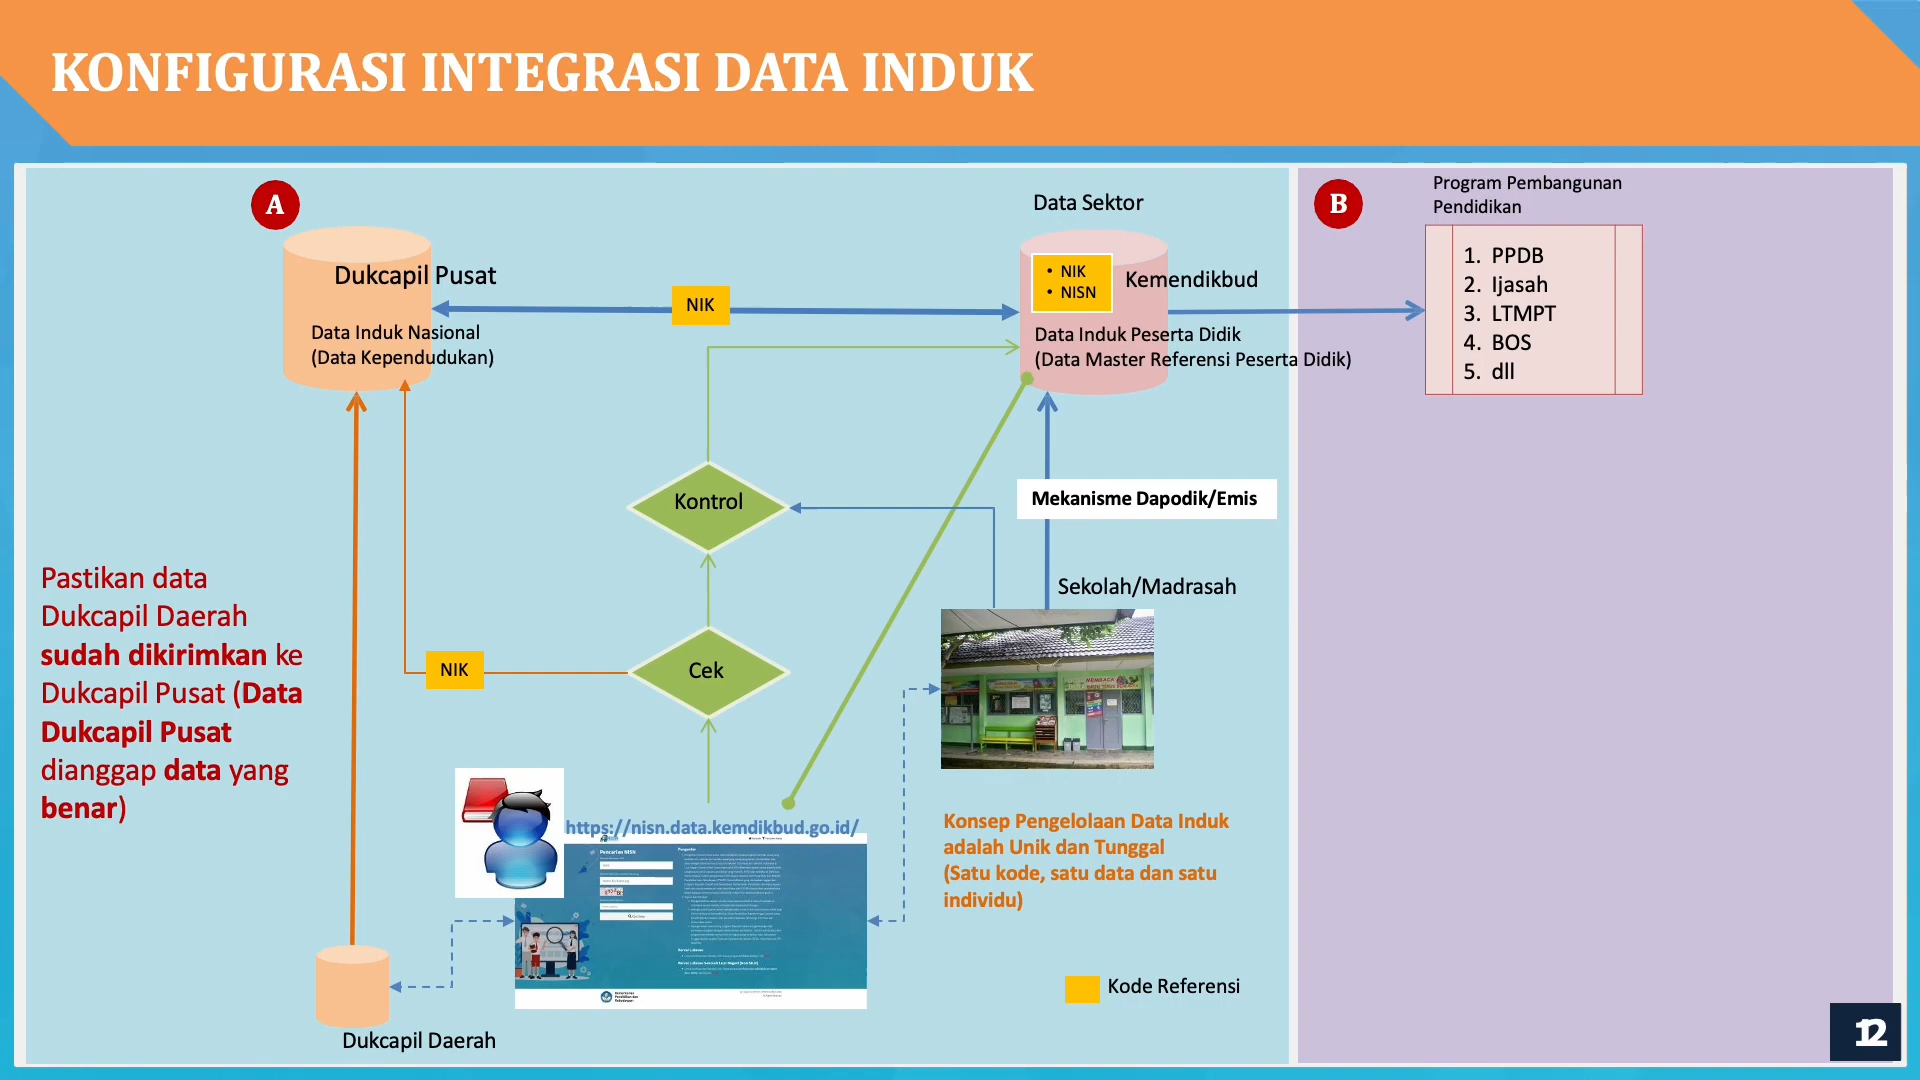 KONFIGURASI INTEGRASI DATA INDUK
A
Dukcapil Pusat
Data Induk Nasional
(Data Kependudukan)
NIK
Data Sektor
• NIK
• NISN
Kemendikbud
Data Induk Peserta Didik
(Data Master Referensi Peserta Didik)
B
Program Pembangunan
Pendidikan
1. PPDB
2. Ijasah
3. LTMPT
4. BOS
5. dll
Kontrol
Mekanisme Dapodik/Emis
Sekolah/Madrasah
Pastikan data
Dukcapil Daerah
sudah dikirimkan ke
Dukcapil Pusat (Data
Dukcapil Pusat
dianggap data yang
benar)
NIK
Cek
MEMBACA
https://nisn.data.kemdikbud.go.id/
Pencarian NISN
Konsep Pengelolaan Data Induk
adalah Unik dan Tunggal
(Satu kode, satu data dan satu
individu)
Kode Referensi
Dukcapil Daerah
12